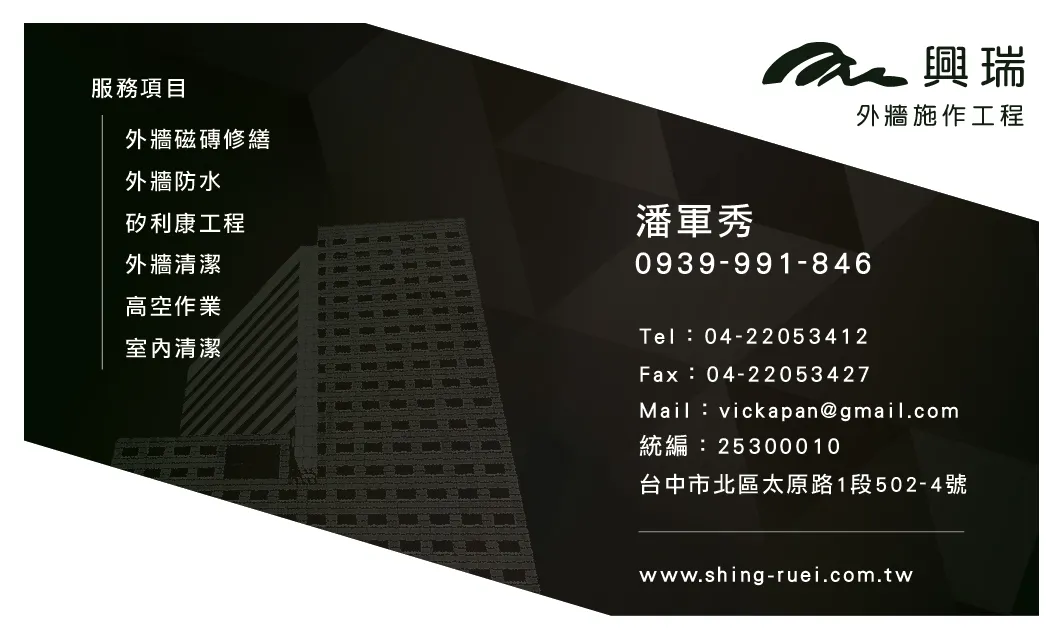 服務項目
外牆磁磚修繕
外牆防水
矽利康工程
外牆清潔
高空作業
室內清潔
興瑞
外牆施作工程
潘軍秀
0939-991-846
Tel：04-22053412
Fax：04-22053427
Mail：vickapan@gmail.com
統編：25300010
台中市北區太原路1段502-4號
www.shing-ruei.com.tw